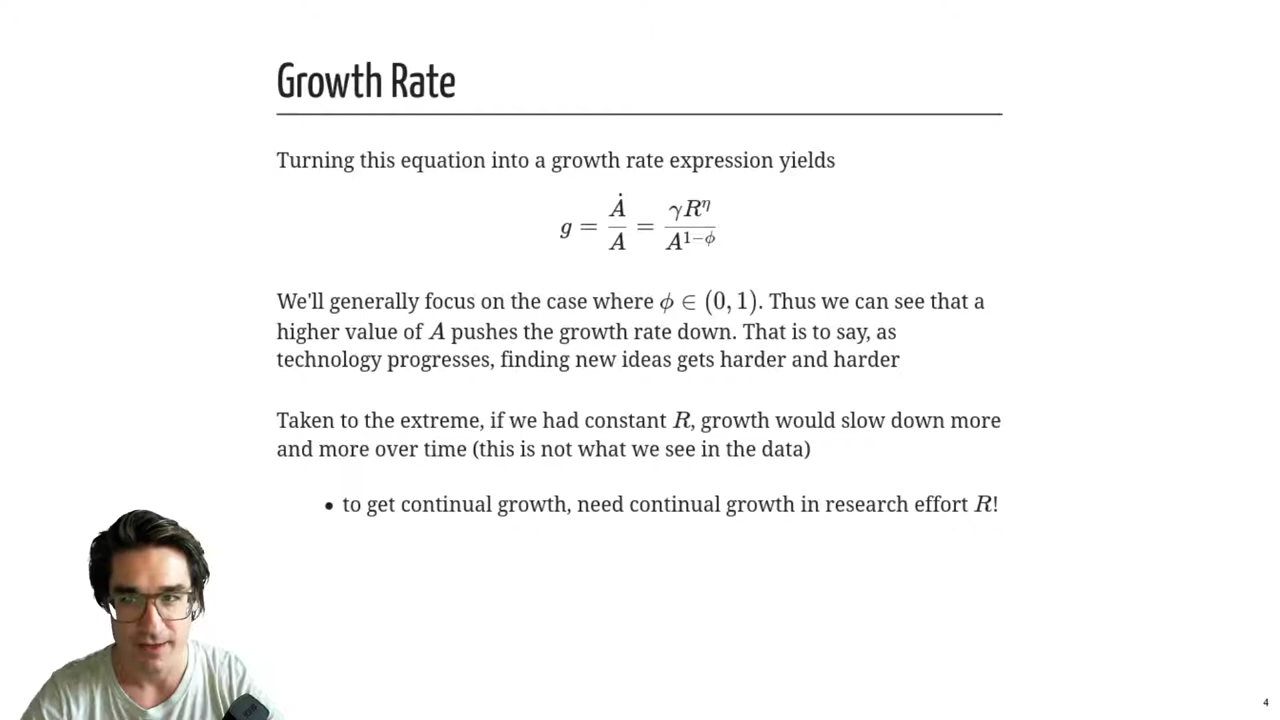 Growth Rate
Turning this equation into a growth rate expression yields
g = Ȧ/A = γR^η/A^{1−ϕ}
We'll generally focus on the case where ϕ ∈ (0, 1). Thus we can see that a
higher value of A pushes the growth rate down. That is to say, as
technology progresses, finding new ideas gets harder and harder
Taken to the extreme, if we had constant R, growth would slow down more
and more over time (this is not what we see in the data)
• to get continual growth, need continual growth in research effort R!
4